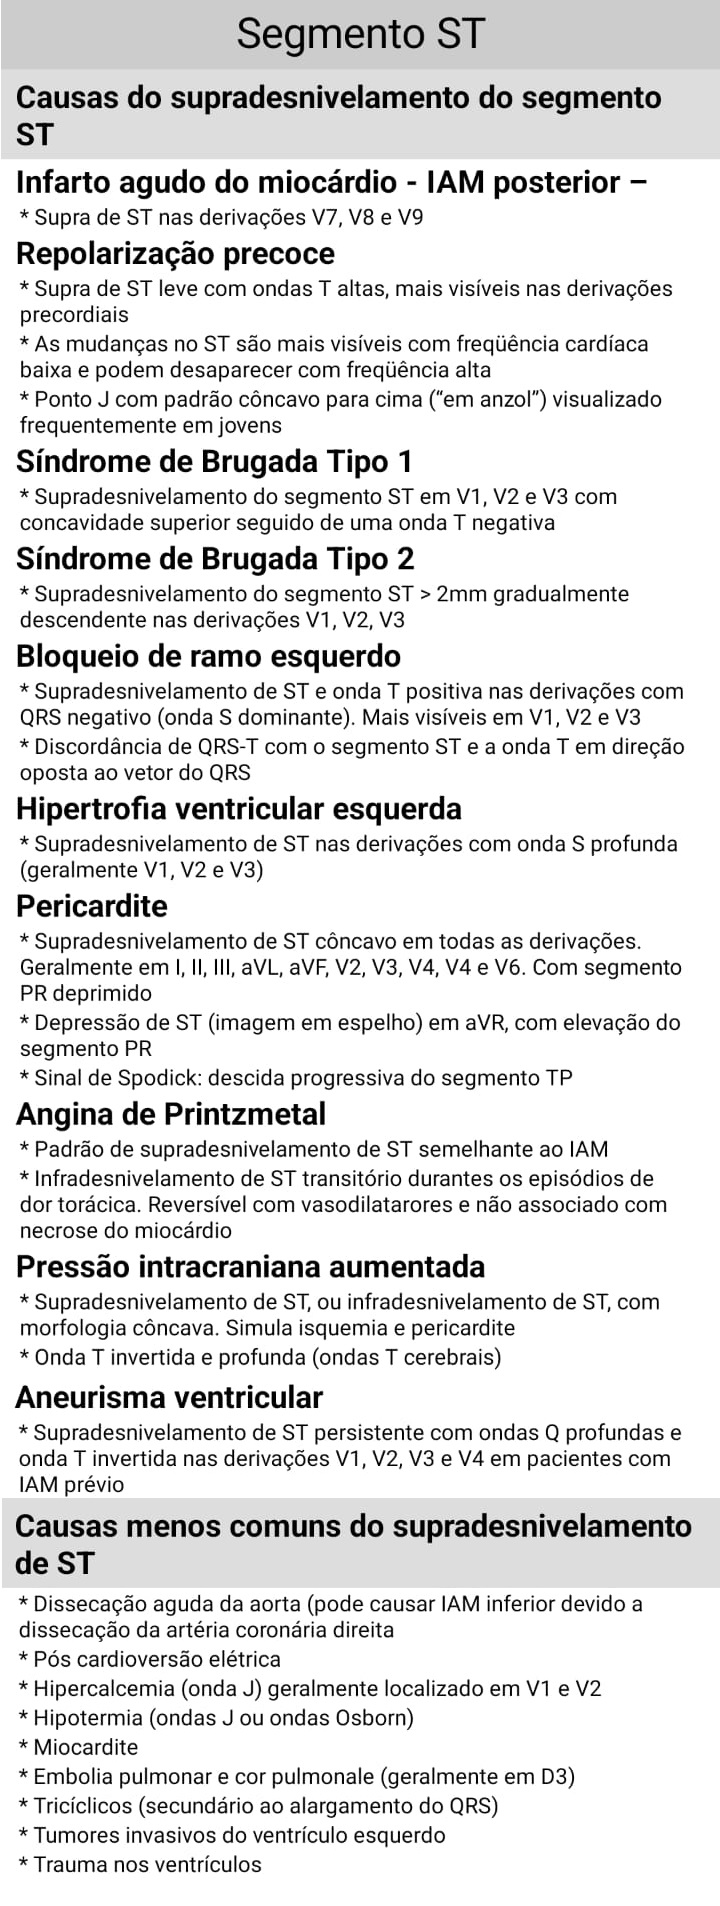 Segmento ST
Causas do supradesnivelamento do segmento
ST
Infarto agudo do miocárdio - IAM posterior –
* Supra de ST nas derivações V7, V8 e V9
Repolarização precoce
* Supra de ST leve com ondas T altas, mais visíveis nas derivações
precordiais
* As mudanças no ST são mais visíveis com freqüência cardíaca
baixa e podem desaparecer com freqüência alta
* Ponto J com padrão côncavo para cima (“em anzol”) visualizado
frequentemente em jovens
Síndrome de Brugada Tipo 1
* Supradesnivelamento do segmento ST em V1, V2 e V3 com
concavidade superior seguido de uma onda T negativa
Síndrome de Brugada Tipo 2
* Supradesnivelamento do segmento ST > 2mm gradualmente
descendente nas derivações V1, V2, V3
Bloqueio de ramo esquerdo
* Supradesnivelamento de ST e onda T positiva nas derivações com
QRS negativo (onda S dominante). Mais visíveis em V1, V2 e V3
* Discordância de QRS-T com o segmento ST e a onda T em direção
oposta ao vetor do QRS
Hipertrofia ventricular esquerda
* Supradesnivelamento de ST nas derivações com onda S profunda
(geralmente V1, V2 e V3)
Pericardite
* Supradesnivelamento de ST côncavo em todas as derivações.
Geralmente em I, II, III, aVL, aVF, V2, V3, V4, V4 e V6. Com segmento
PR deprimido
* Depressão de ST (imagem em espelho) em aVR, com elevação do
segmento PR
* Sinal de Spodick: descida progressiva do segmento TP
Angina de Printzmetal
* Padrão de supradesnivelamento de ST semelhante ao IAM
* Infradesnivelamento de ST transitório durantes os episódios de
dor torácica. Reversível com vasodilatarores e não associado com
necrose do miocárdio
Pressão intracraniana aumentada
* Supradesnivelamento de ST, ou infradesnivelamento de ST, com
morfologia côncava. Simula isquemia e pericardite
* Onda T invertida e profunda (ondas T cerebrais)
Aneurisma ventricular
* Supradesnivelamento de ST persistente com ondas Q profundas e
onda T invertida nas derivações V1, V2, V3 e V4 em pacientes com
IAM prévio
Causas menos comuns do supradesnivelamento
de ST
* Dissecação aguda da aorta (pode causar IAM inferior devido a
dissecação da artéria coronária direita
* Pós cardioversão elétrica
* Hipercalcemia (onda J) geralmente localizado em V1 e V2
* Hipotermia (ondas J ou ondas Osborn)
* Miocardite
* Embolia pulmonar e cor pulmonale (geralmente em D3)
* Tricíclicos (secundário ao alargamento do QRS)
* Tumores invasivos do ventrículo esquerdo
* Trauma nos ventrículos